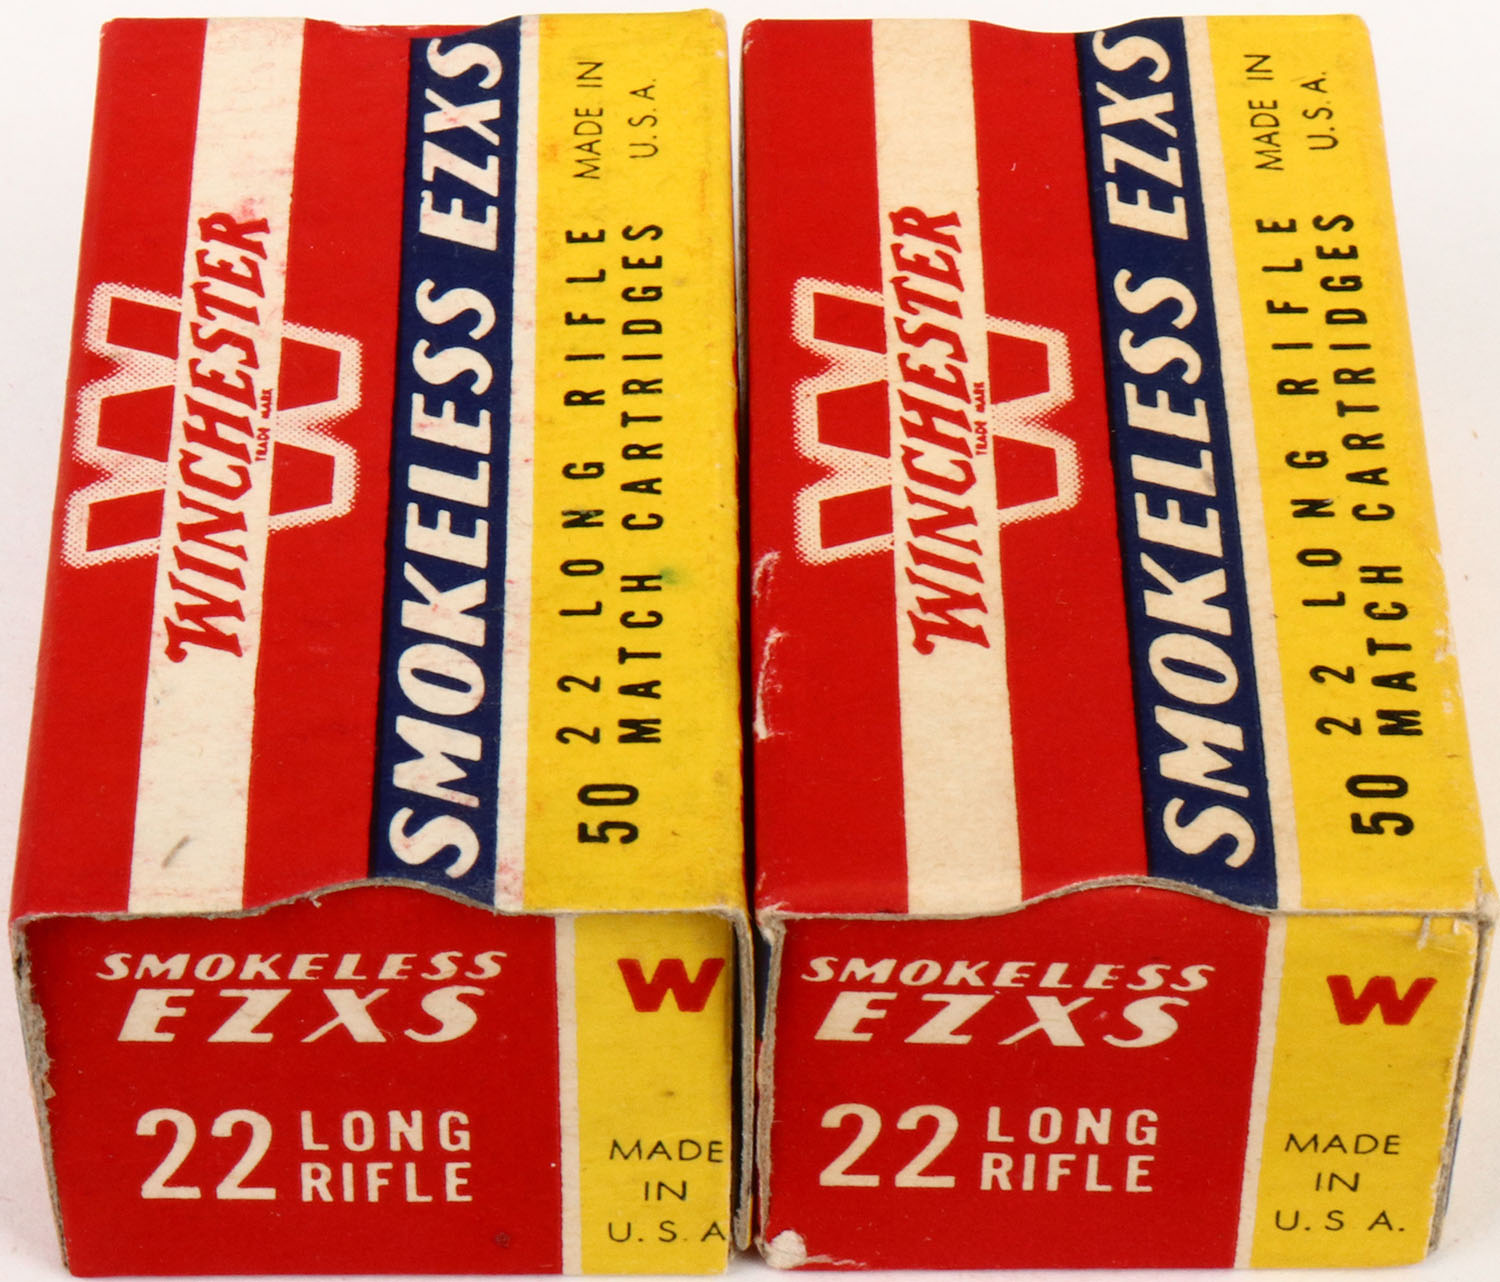 W
WINCHESTER
TRADE MARK
SMOKELESS EZXS
50 22 LONG RIFLE
MATCH CARTRIDGES
MADE IN
U.S.A.
SMOKELESS
EZXS
22 LONG
RIFLE
W
MADE
IN
U.S.A
W
WINCHESTER
TRADE MARK
SMOKELESS EZXS
50 22 LONG RIFLE
MATCH CARTRIDGES
MADE IN
U.S.A.
SMOKELESS
EZXS
22 LONG
RIFLE
W
MADE
IN
U.S A.